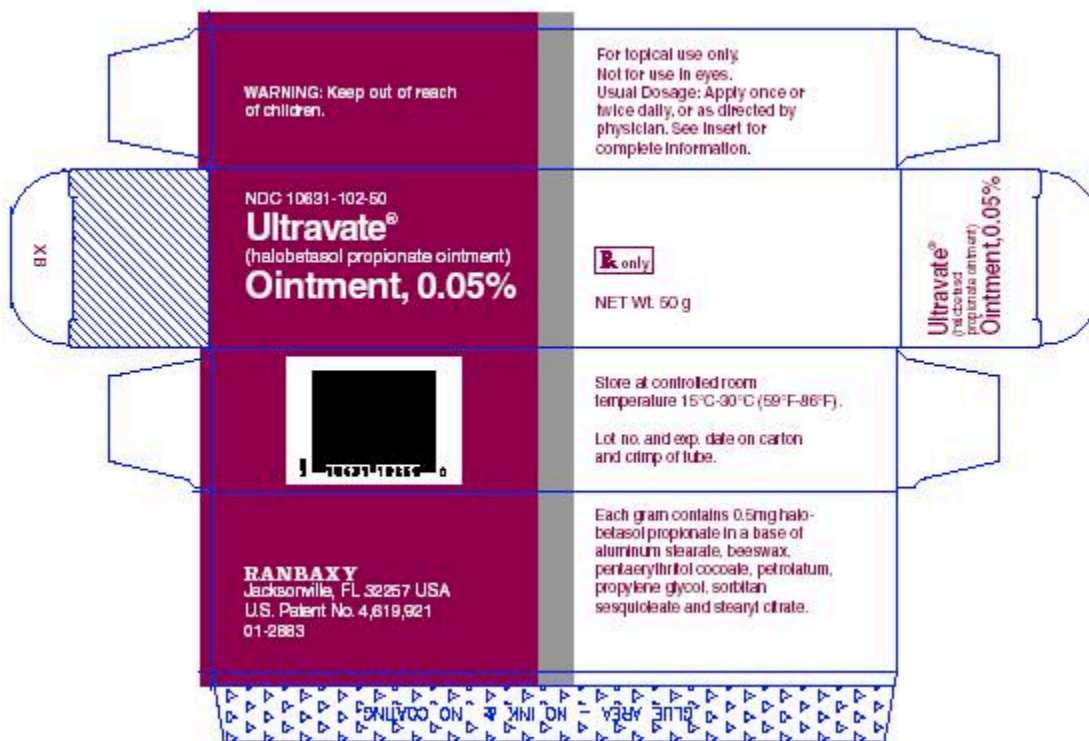 WARNING: Keep out of reach
of children.
For topical use only.
Not for use in eyes.
Usual Dosage: Apply once or
twice daily, or as directed by
physician. See insert for
complete information.
XB
NDC 10631-102-50
Ultravate®
(halobetasol propionate ointment)
Ointment, 0.05%
Rx only
NET Wt. 50 g
Ultravate®
(halobetasol
propionate ointment)
Ointment, 0.05%
Store at controlled room
temperature 15°C-30°C (59°F-86°F).
Lot no. and exp. date on carton
and crimp of tube.
RANBAXY
Jacksonville, FL 32257 USA
U.S. Patent No. 4,619,921
01-2883
Each gram contains 0.5mg halo-
betasol propionate in a base of
aluminum stearate, beeswax,
pentaerythritol cocoate, petrolatum,
propylene glycol, sorbitan
sesquioleate and stearyl citrate.
GLUE AREA - NO INK & NO COATING